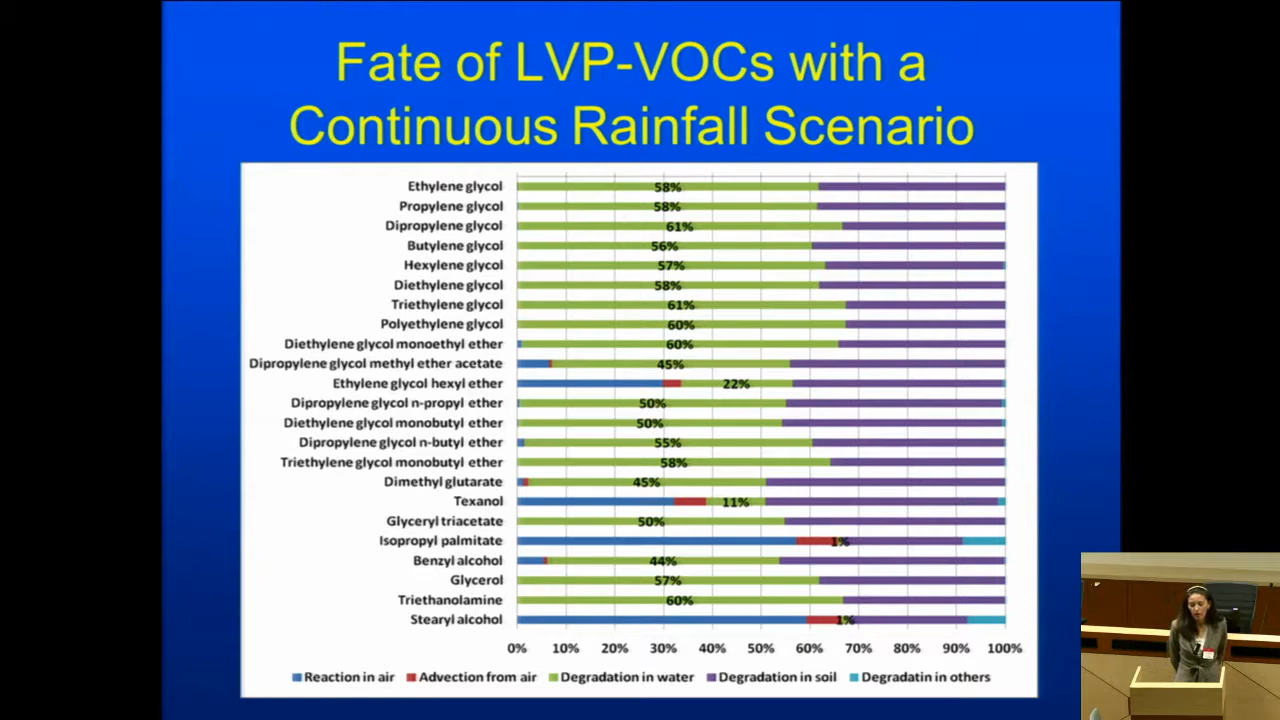 Fate of LVP-VOCs with a
Continuous Rainfall Scenario
Ethylene glycol 58%
Propylene glycol 58%
Dipropylene glycol 61%
Butylene glycol 56%
Hexylene glycol 57%
Diethylene glycol 58%
Triethylene glycol 61%
Polyethylene glycol 60%
Diethylene glycol monoethyl ether 60%
Dipropylene glycol methyl ether acetate 45%
Ethylene glycol hexyl ether 22%
Dipropylene glycol n-propyl ether 50%
Diethylene glycol monobutyl ether 50%
Dipropylene glycol n-butyl ether 55%
Triethylene glycol monobutyl ether 58%
Dimethyl glutarate 45%
Texanol 11%
Glyceryl triacetate 50%
Isopropyl palmitate 1%
Benzyl alcohol 44%
Glycerol 57%
Triethanolamine 60%
Stearyl alcohol 1%
0% 10% 20% 30% 40% 50% 60% 70% 80% 90% 100%
Reaction in air Advection from air Degradation in water Degradation in soil Degradatin in others